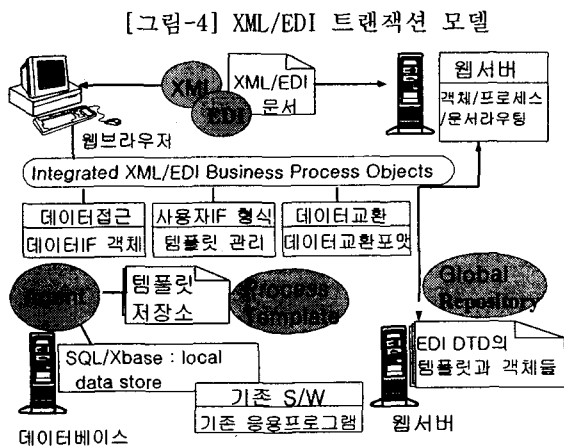 [그림-4] XML/EDI 트랜잭션 모델
XML
EDI
XML/EDI
문서
웹서버
객체/프로세스
/문서라우팅
웹브라우저
Integrated XML/EDI Business Process Objects
데이터접근
데이터IF 객체
사용자IF 형식
템플릿 관리
데이터교환
데이터교환포맷
Agent
템플릿
저장소
Process
Template
Global
Repository
SQL/Xbase : local
data store
EDI DTD의
템플릿과 객체들
기존 S/W
기존 응용프로그램
데이터베이스
웹서버